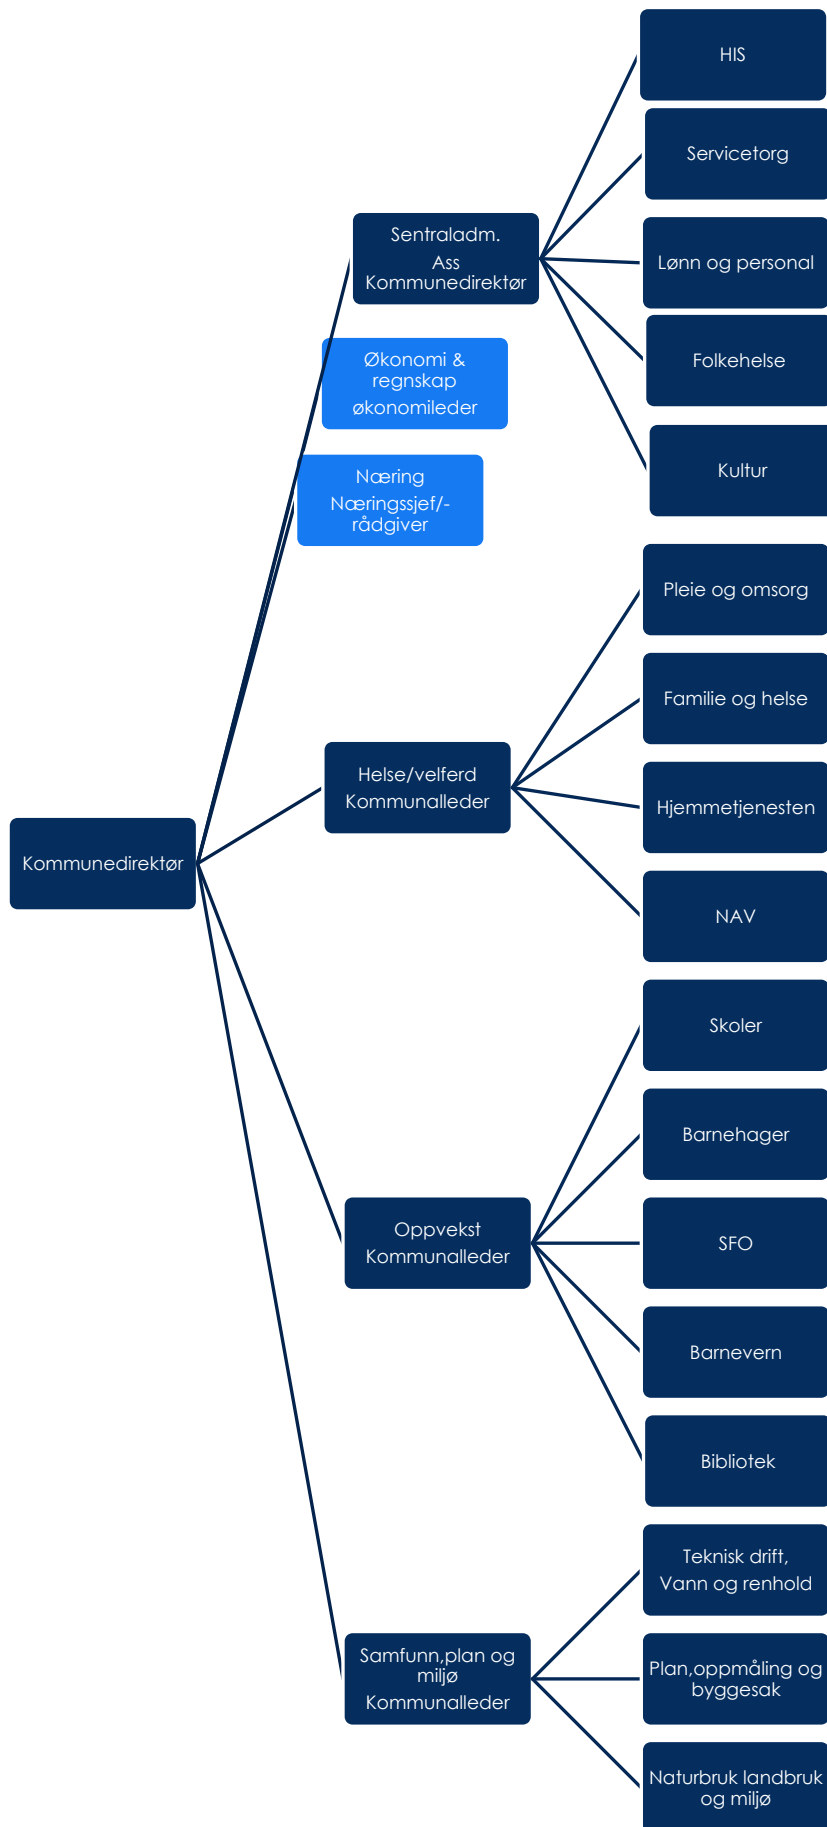 Kommunedirektør
Sentraladm.
Ass
Kommunedirektør
HIS
Servicetorg
Lønn og personal
Folkehelse
Kultur
Økonomi &
regnskap
økonomileder
Næring
Næringssjef/-
rådgiver
Helse/velferd
Kommunalleder
Pleie og omsorg
Familie og helse
Hjemmetjenesten
NAV
Oppvekst
Kommunalleder
Skoler
Barnehager
SFO
Barnevern
Bibliotek
Samfunn,plan og
miljø
Kommunalleder
Teknisk drift,
Vann og renhold
Plan,oppmåling og
byggesak
Naturbruk landbruk
og miljø